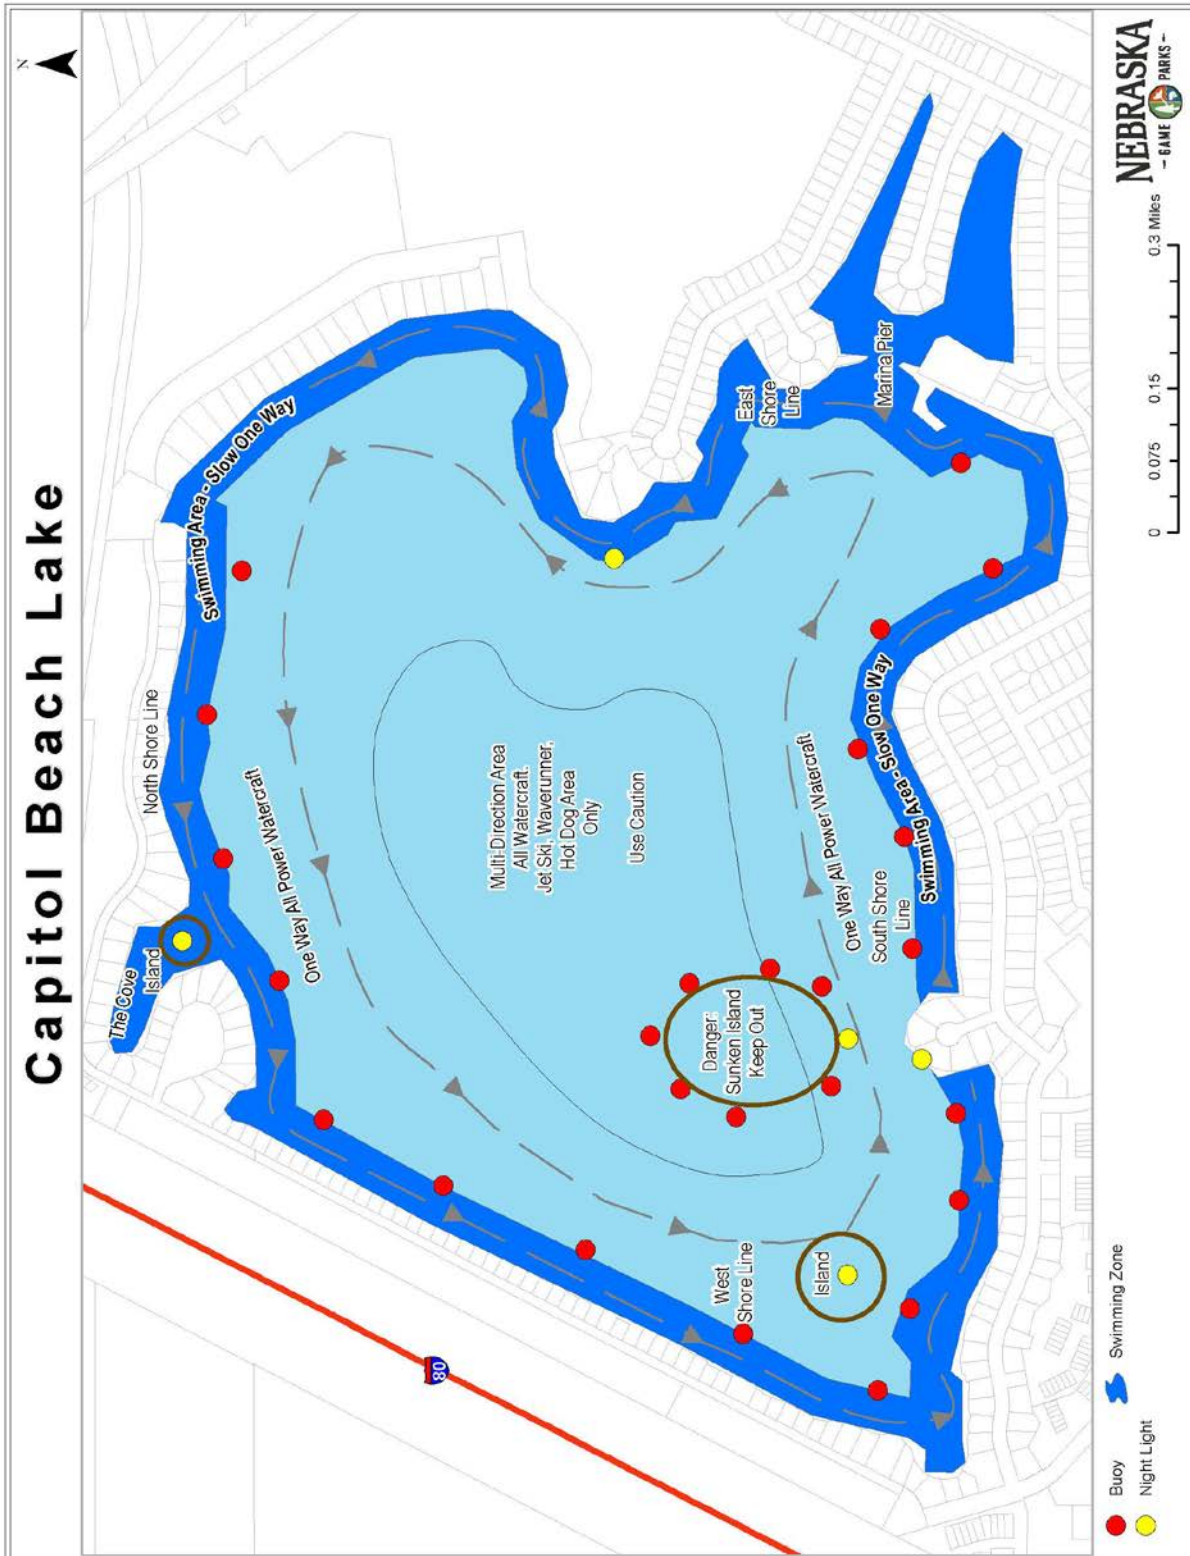 Capitol Beach Lake
N
North Shore Line
Swimming Area - Slow One Way
The Cove
Island
One Way All Power Watercraft
Multi-Direction Area
All Watercraft.
Jet Ski, Waverunner,
Hot Dog Area
Only
Use Caution
Danger:
Sunken Island
Keep Out
West
Shore Line
Island
One Way All Power Watercraft
South Shore
Line
Swimming Area - Slow One Way
East
Shore
Line
Marina Pier
80
Buoy
Night Light
Swimming Zone
0 0.075 0.15 0.3 Miles
NEBRASKA
- GAME PARKS -